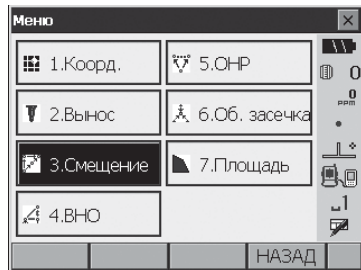 Меню
1.Коорд.
5.ОНР
2.Вынос
6.Об. засечка
3.Смещение
7.Площадь
4.ВНО
НАЗАД
0
0
PPM
1